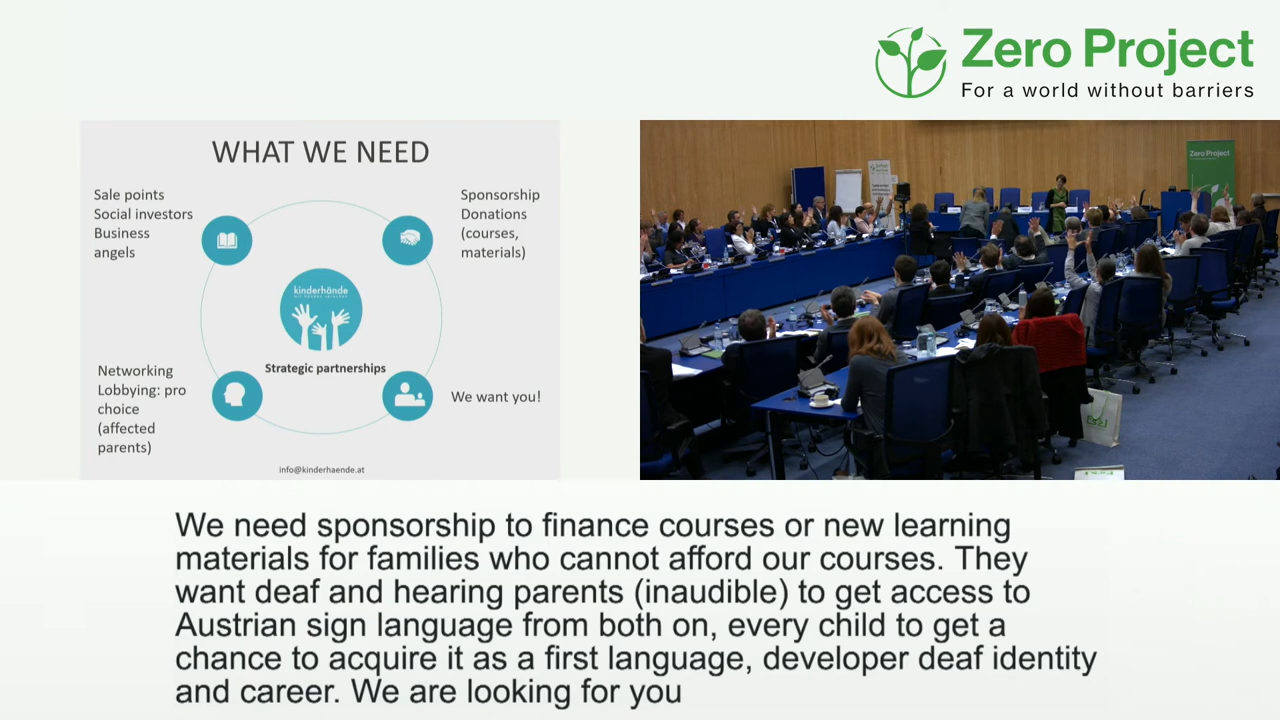 Zero Project
For a world without barriers
WHAT WE NEED
Sale points
Social investors
Business
angels
Sponsorship
Donations
(courses,
materials)
kinderhände
Strategic partnerships
Networking
Lobbying: pro
choice
(affected
parents)
We want you!
info@kinderhaende.at
Zero Project
We need sponsorship to finance courses or new learning
materials for families who cannot afford our courses. They
want deaf and hearing parents (inaudible) to get access to
Austrian sign language from both on, every child to get a
chance to acquire it as a first language, developer deaf identity
and career. We are looking for you